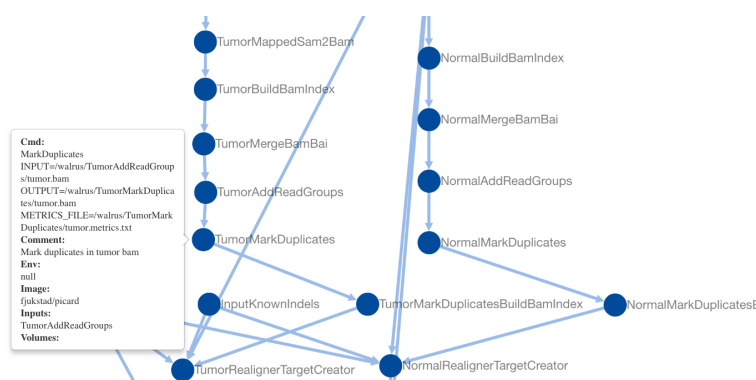 TumorMappedSam2Bam
NormalBuildBamIndex
TumorBuildBamIndex
NormalMergeBamBai
TumorMergeBamBai
NormalAddReadGroups
TumorAddReadGroups
TumorMarkDuplicates
NormalMarkDuplicates
Cmd:
MarkDuplicates
INPUT=/walrus/TumorAddReadGroup
s/tumor.bam
OUTPUT=/walrus/TumorMarkDuplica
tes/tumor.bam
METRICS_FILE=/walrus/TumorMark
Duplicates/tumor.metrics.txt
Comment:
Mark duplicates in tumor bam
Env:
null
Image:
fjukstad/picard
Inputs:
TumorAddReadGroups
Volumes:
InputKnownIndels
TumorMarkDuplicatesBuildBamIndex
NormalMarkDuplicatesB
TumorRealignerTargetCreator
NormalRealignerTargetCreator